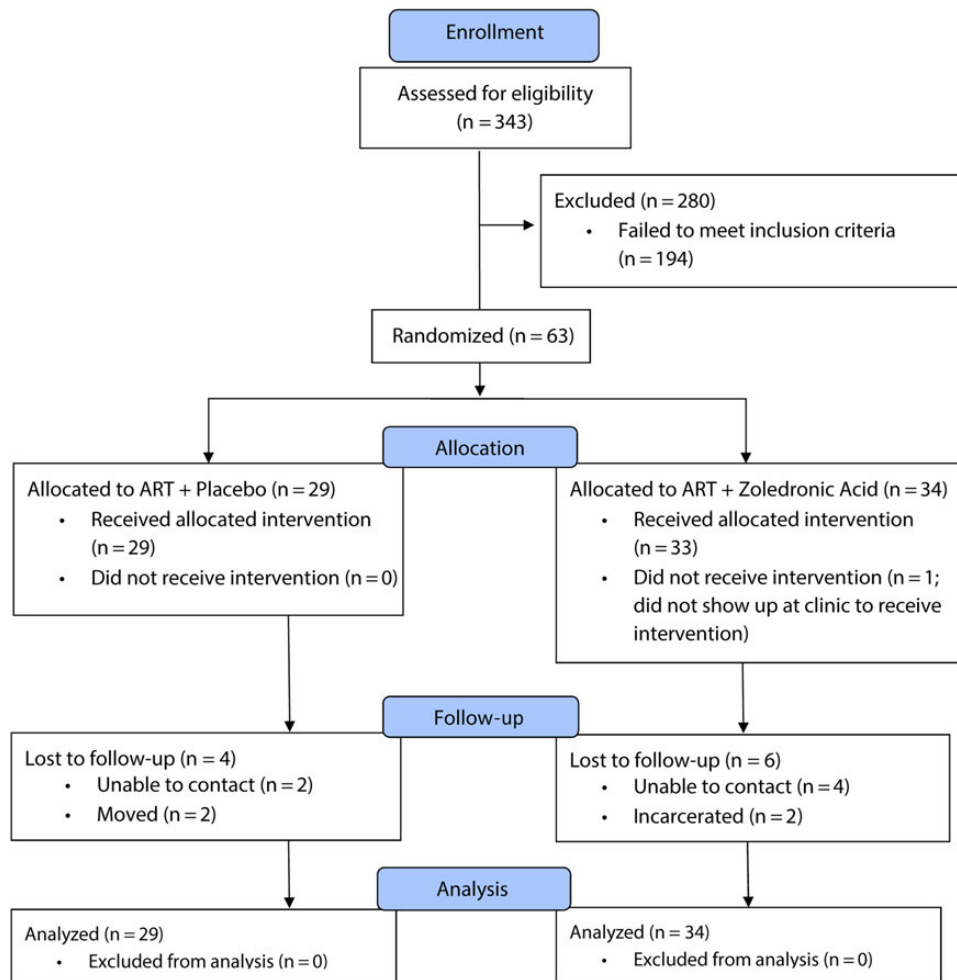 Enrollment
Assessed for eligibility
(n = 343)
Excluded (n = 280)
• Failed to meet inclusion criteria
(n = 194)
Randomized (n = 63)
Allocation
Allocated to ART + Placebo (n = 29)
• Received allocated intervention
(n = 29)
• Did not receive intervention (n = 0)
Allocated to ART + Zoledronic Acid (n = 34)
• Received allocated intervention
(n = 33)
• Did not receive intervention (n = 1;
did not show up at clinic to receive
intervention)
Follow-up
Lost to follow-up (n = 4)
• Unable to contact (n = 2)
• Moved (n = 2)
Lost to follow-up (n = 6)
• Unable to contact (n = 4)
• Incarcerated (n = 2)
Analysis
Analyzed (n = 29)
• Excluded from analysis (n = 0)
Analyzed (n = 34)
• Excluded from analysis (n = 0)